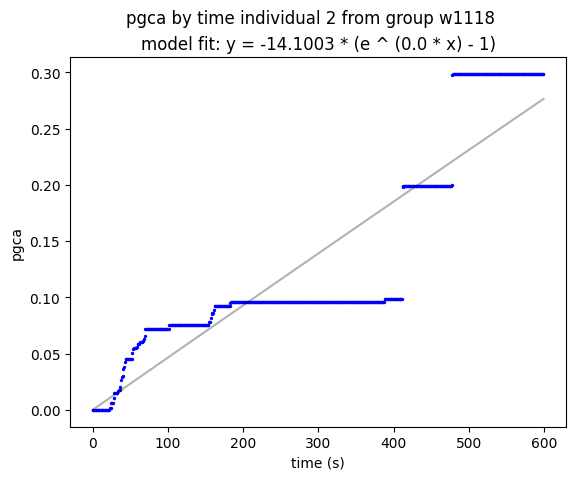 pgca by time individual 2 from group w1118
model fit: y = -14.1003 * (e ^ (0.0 * x) - 1)
0.30
0.25
0.20
0.15
0.10
0.05
0.00
pgca
0 100 200 300 400 500 600
time (s)